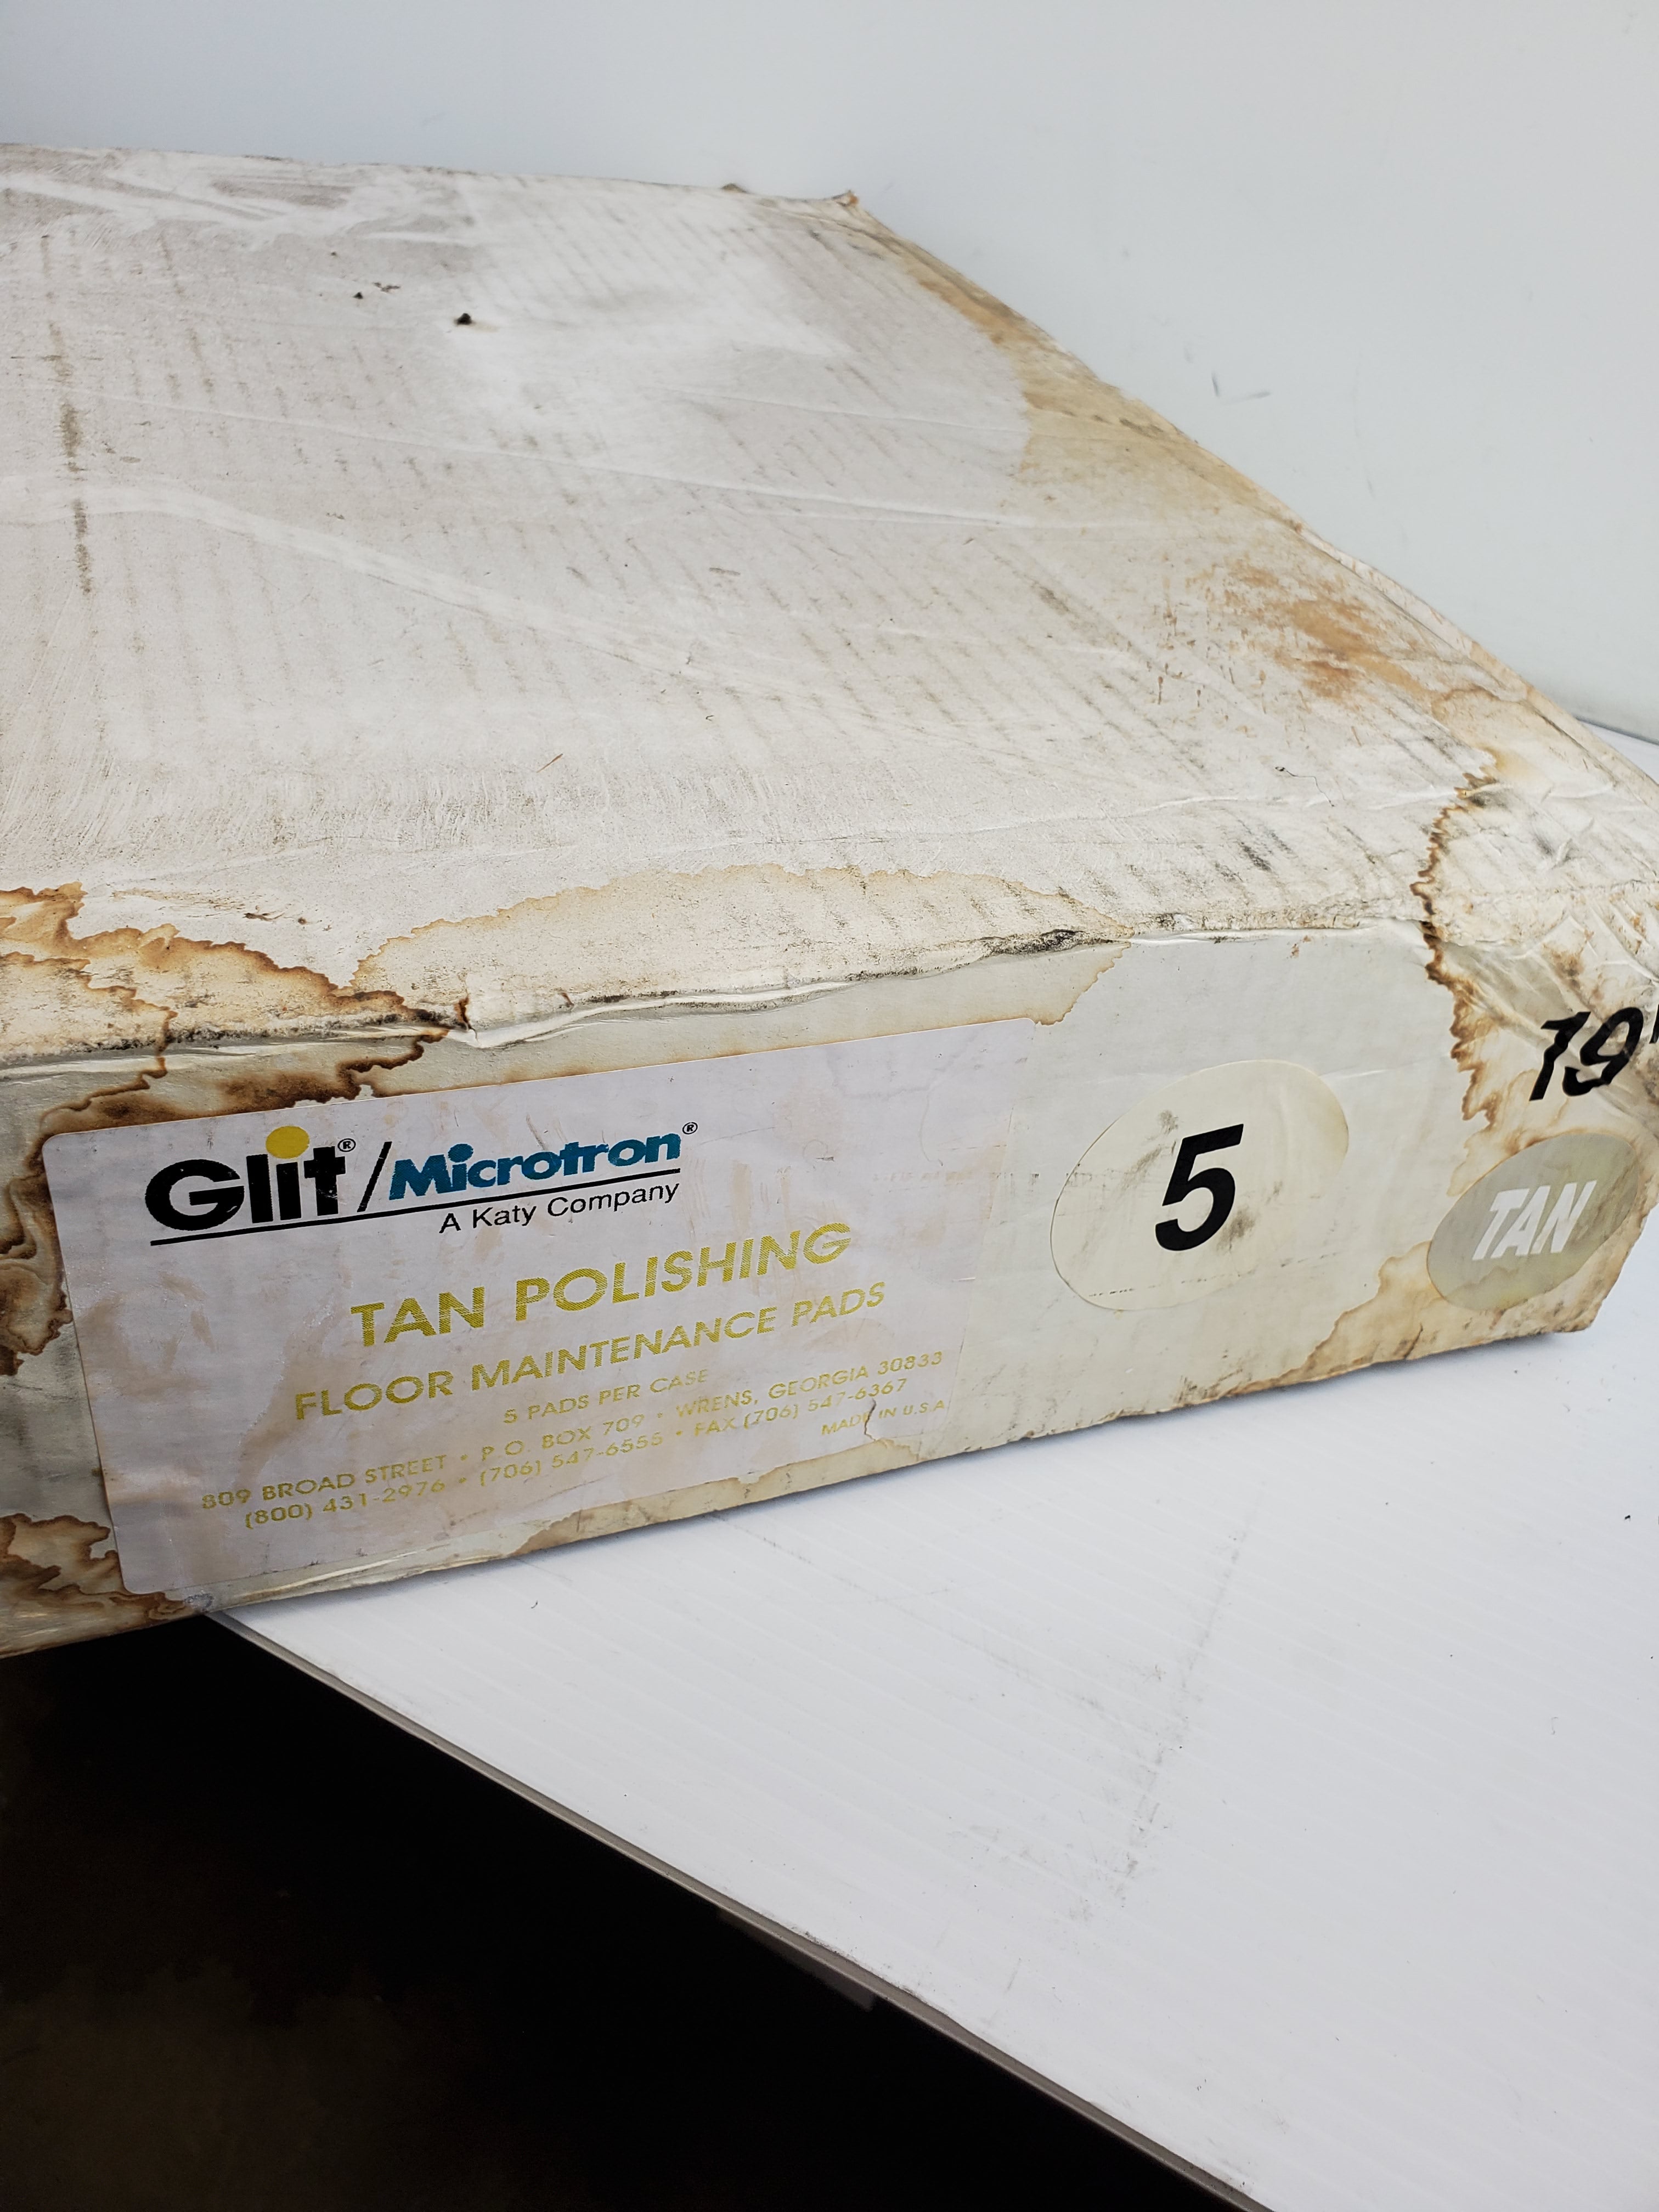 Glit® / Microtron®
A Katy Company
TAN POLISHING
FLOOR MAINTENANCE PADS
5 PADS PER CASE
809 BROAD STREET • P.O. BOX 709 • WRENS, GEORGIA 30833
(800) 431-2976 • (706) 547-6555 • FAX (706) 547-6367
MADE IN U.S.A.
5
19"
TAN